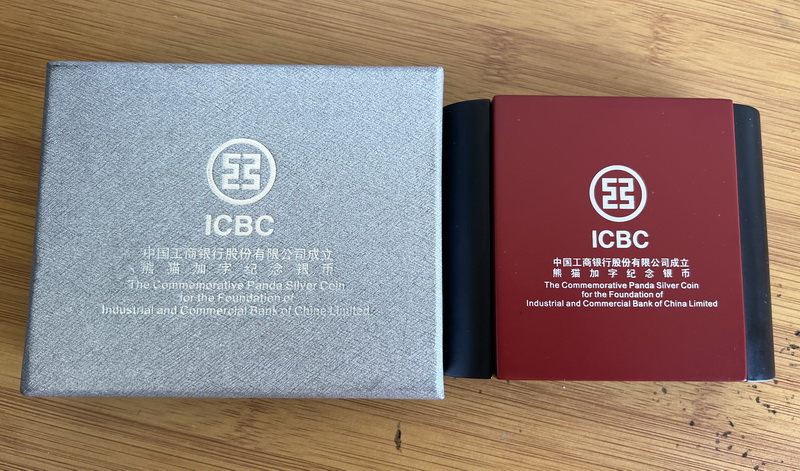 ICBC
中国工商银行股份有限公司成立
熊猫加字纪念银币
The Commemorative Panda Silver Coin
for the Foundation of
Industrial and Commercial Bank of China Limited
ICBC
中国工商银行股份有限公司成立
熊猫加字纪念银币
The Commemorative Panda Silver Coin
for the Foundation of
Industrial and Commercial Bank of China Limited